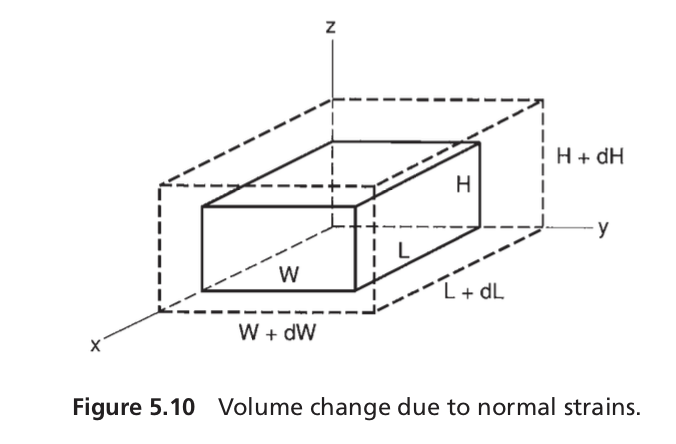 z
H + dH
H
y
L
W
L + dL
W + dW
x
Figure 5.10 Volume change due to normal strains.